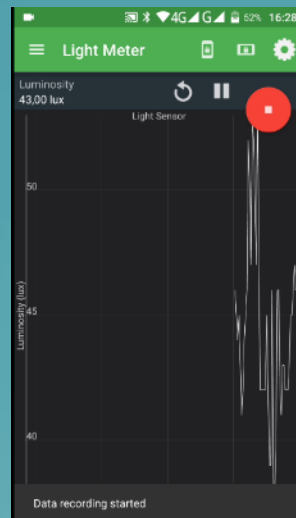 4G G 52% 16:28
Light Meter
Luminosity
43,00 lux
Light Sensor
50
Luminosity (lux)
45
40
Data recording started